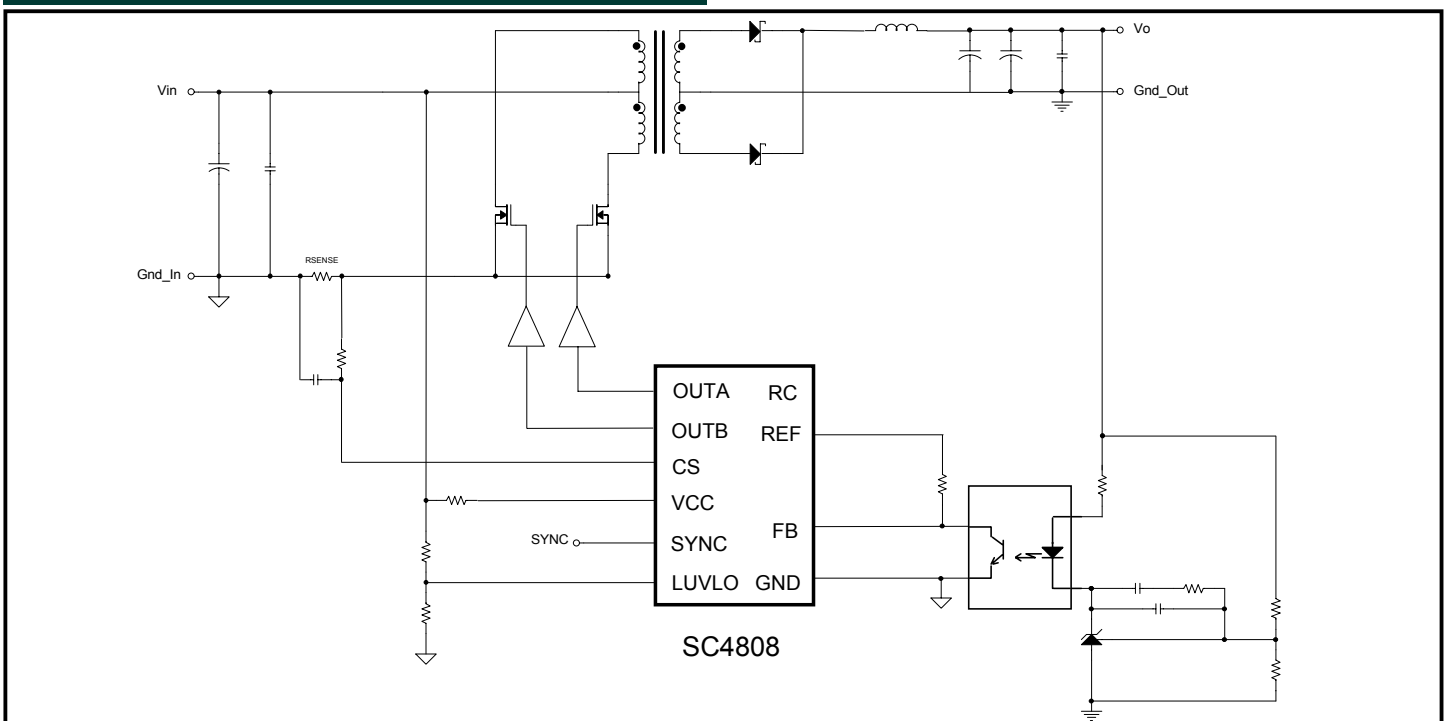 Vo
Vin
Gnd_Out
Gnd_In
RSENSE
OUTA
RC
OUTB
REF
CS
VCC
FB
SYNC
SYNC
LUVLO
GND
SC4808